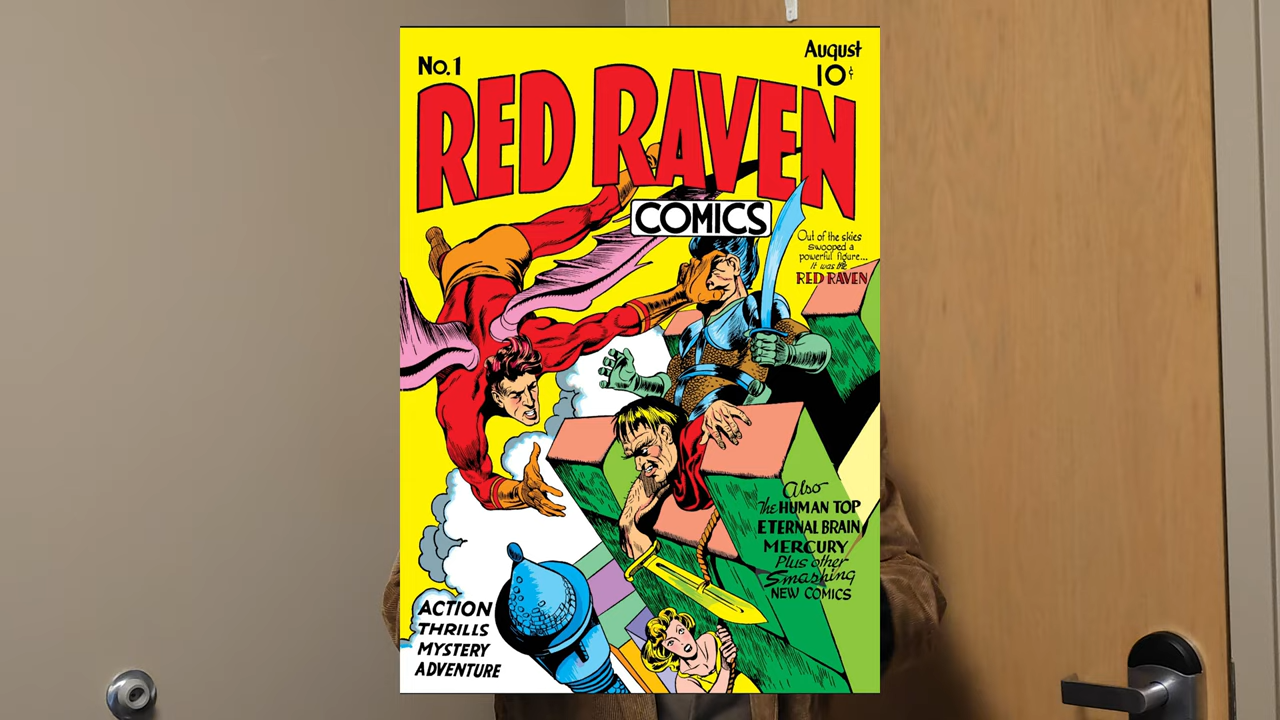 No. 1
August
10¢
RED RAVEN
COMICS
Out of the skies
swooped a
powerful figure...
It was the
RED RAVEN
Also
The HUMAN TOP
ETERNAL BRAIN
MERCURY
Plus other
Smashing
NEW COMICS
ACTION
THRILLS
MYSTERY
ADVENTURE